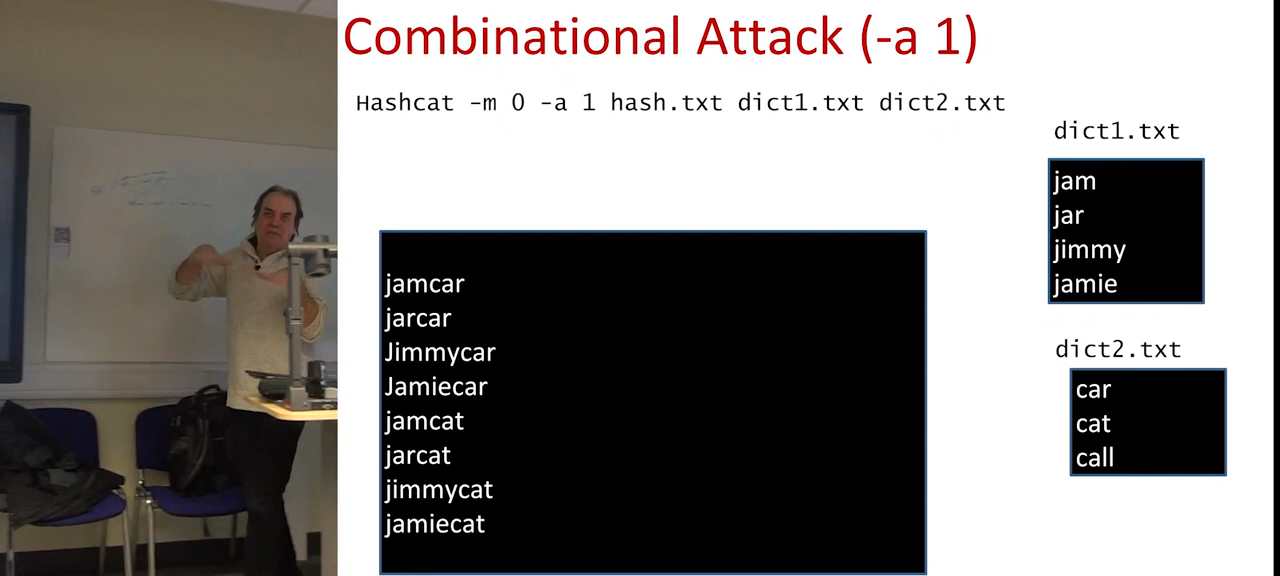 Combinational Attack (-a 1)
Hashcat -m 0 -a 1 hash.txt dict1.txt dict2.txt
dict1.txt
jam
jar
jimmy
jamie
jamcar
jarcar
Jimmycar
Jamiecar
jamcat
jarcat
jimmycat
jamiecat
dict2.txt
car
cat
call